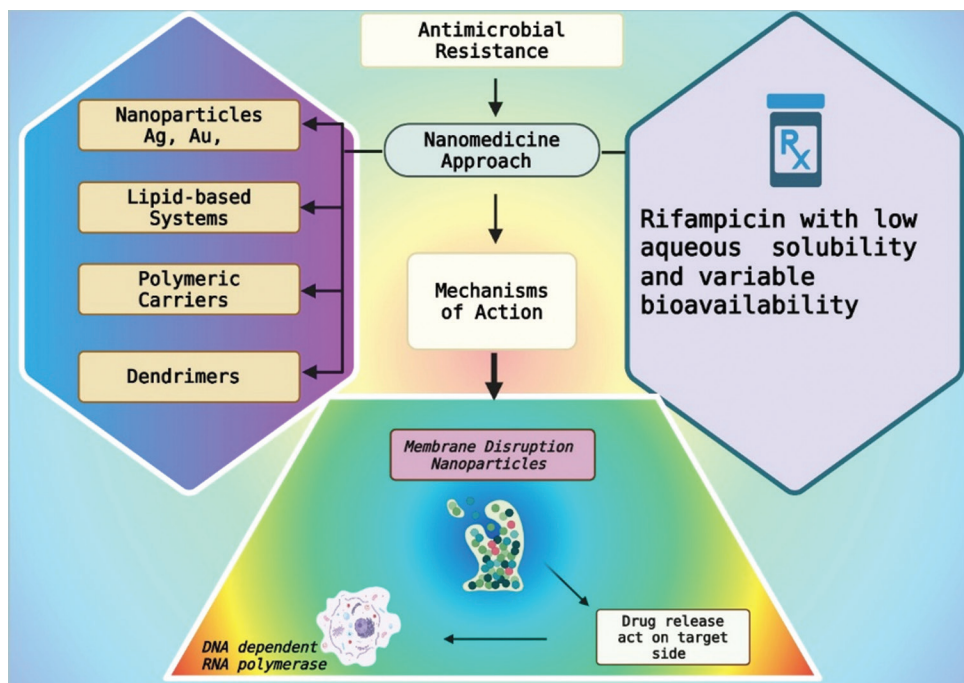 Antimicrobial
Resistance
Nanomedicine
Approach
Nanoparticles
Ag, Au,
Lipid-based
Systems
Polymeric
Carriers
Dendrimers
Rx
Rifampicin with low
aqueous solubility
and variable
bioavailability
Mechanisms
of Action
Membrane Disruption
Nanoparticles
Drug release
act on target
side
DNA dependent
RNA polymerase